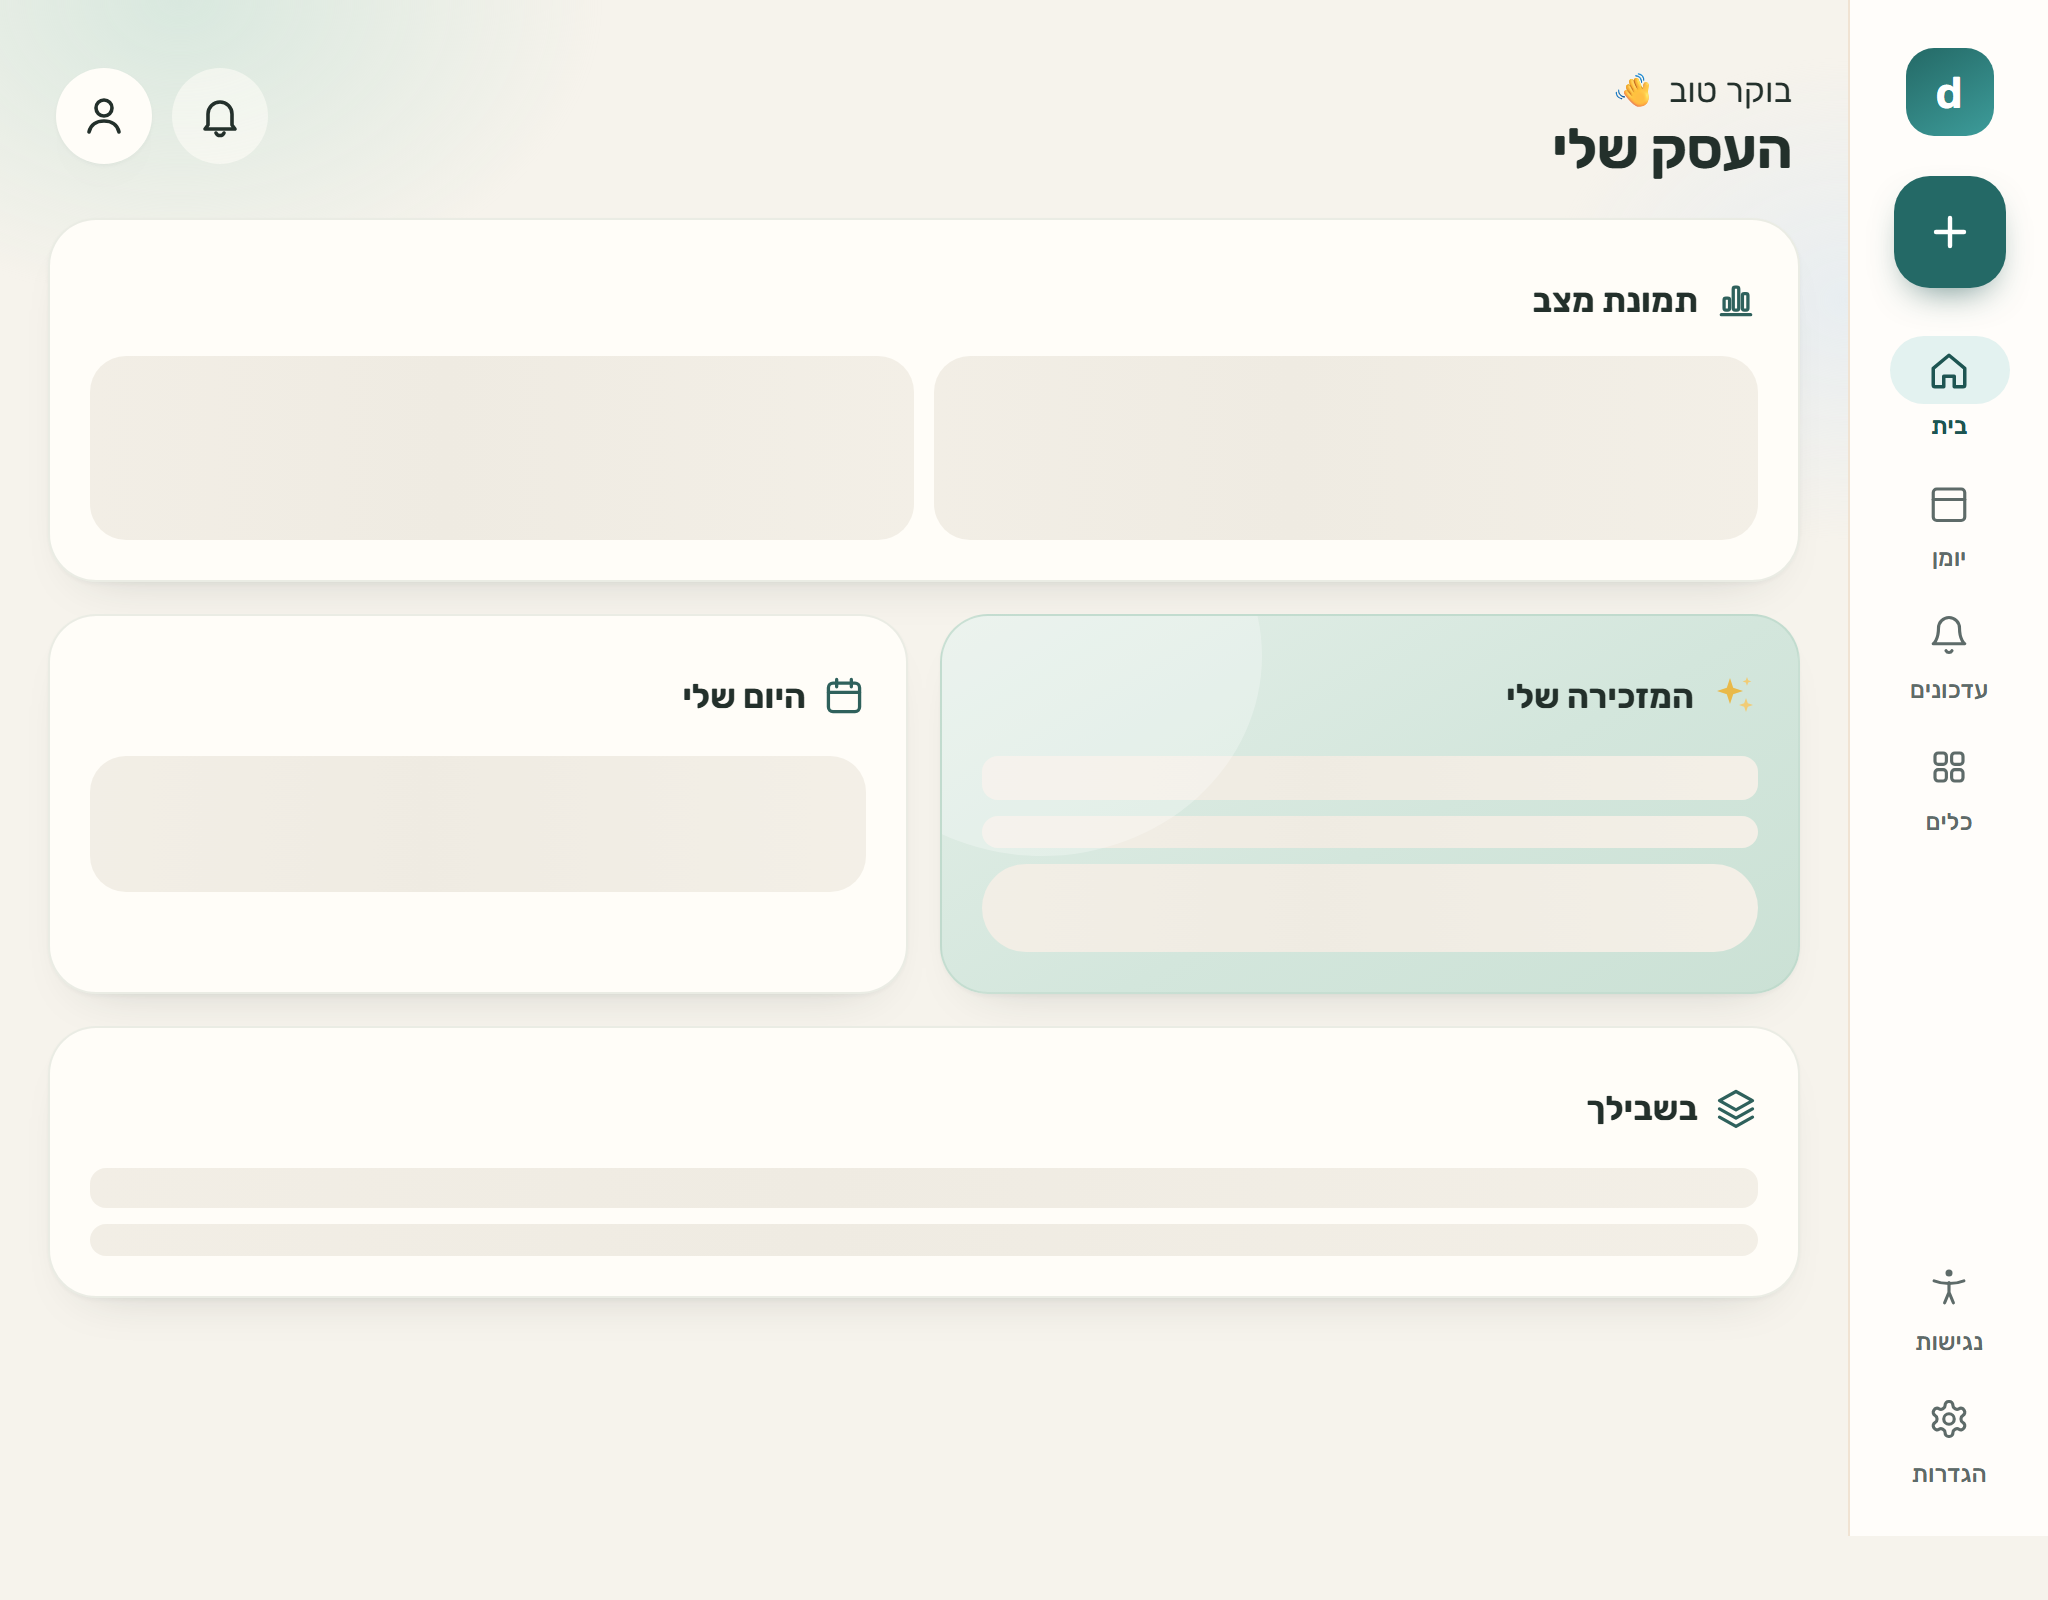 d
בית
יומן
עדכונים
כלים
נגישות
הגדרות
בוקר טוב 👋
העסק שלי
תמונת מצב
המזכירה שלי
היום שלי
בשבילך